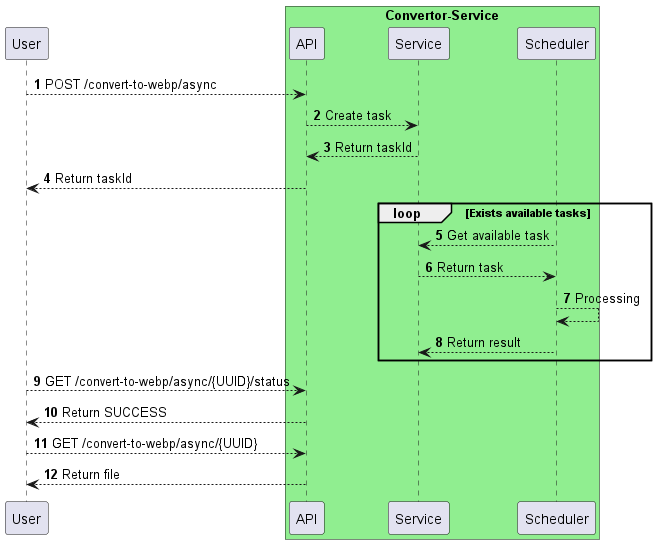 Convertor-Service
User API Service Scheduler
1 POST /convert-to-webp/async
2 Create task
3 Return taskId
4 Return taskId
loop [Exists available tasks]
5 Get available task
6 Return task
7 Processing
8 Return result
9 GET /convert-to-webp/async/{UUID}/status
10 Return SUCCESS
11 GET /convert-to-webp/async/{UUID}
12 Return file
User API Service Scheduler